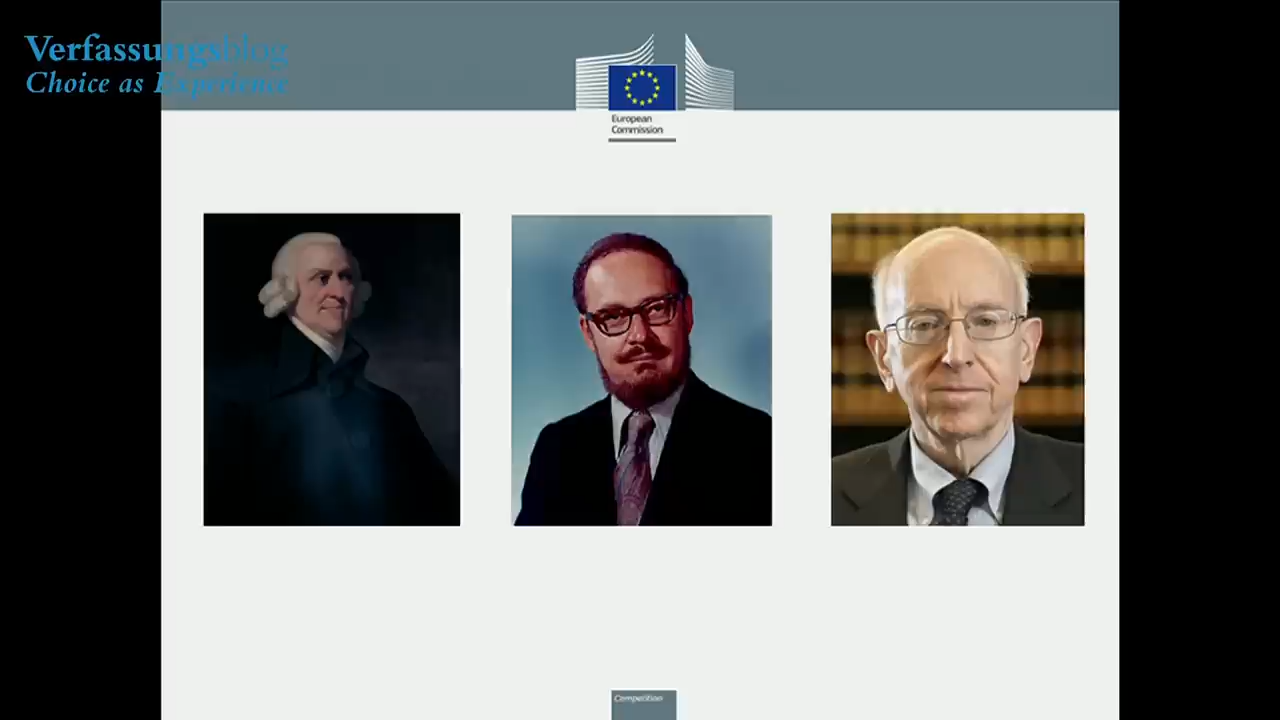 Verfassungsblog
Choice as Experience
European
Commission
Competition